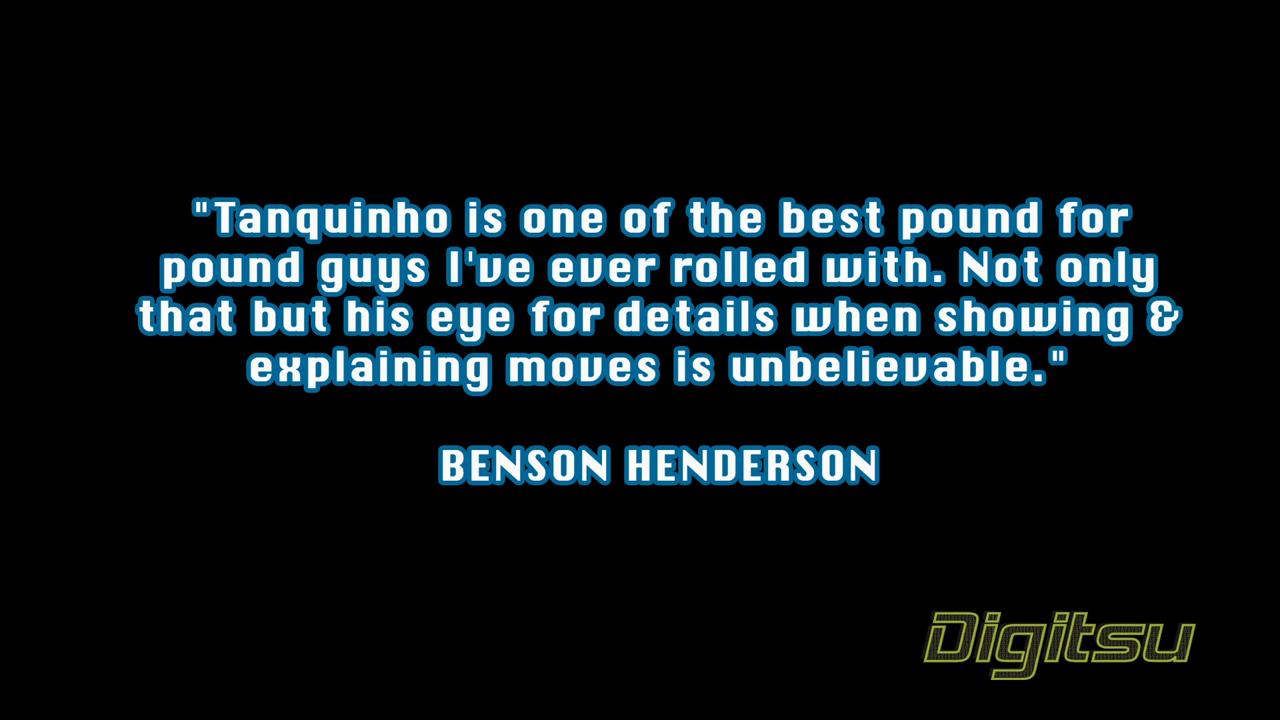 "Tanquinho is one of the best pound for
pound guys I've ever rolled with. Not only
that but his eye for details when showing &
explaining moves is unbelievable."
BENSON HENDERSON
Digitsu